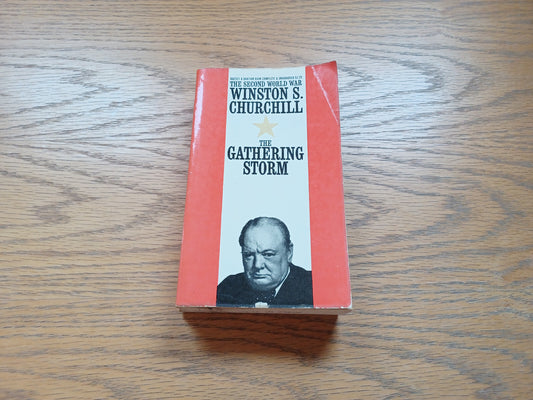 THE SECOND WORLD WAR
WINSTON S.
CHURCHILL
THE
GATHERING
STORM